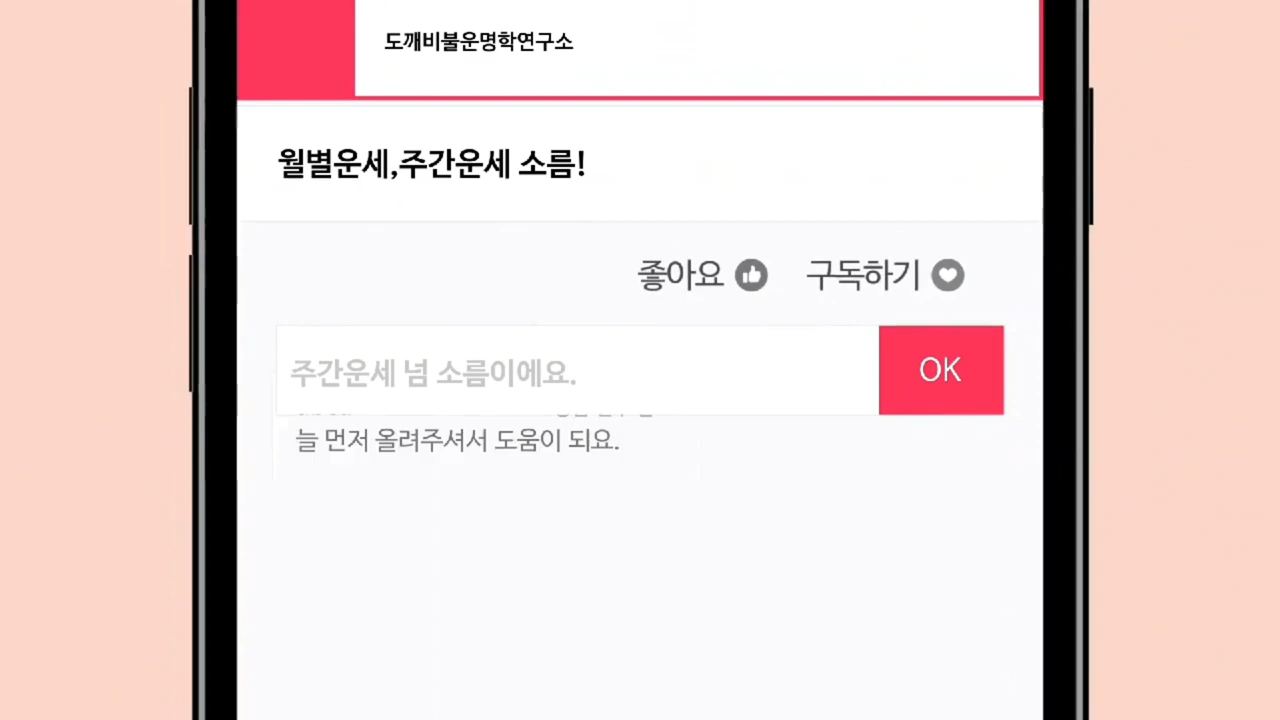 도깨비불운명학연구소
월별운세,주간운세 소름!
좋아요 구독하기
주간운세 넘 소름이에요. OK
늘 먼저 올려주셔서 도움이 되요.